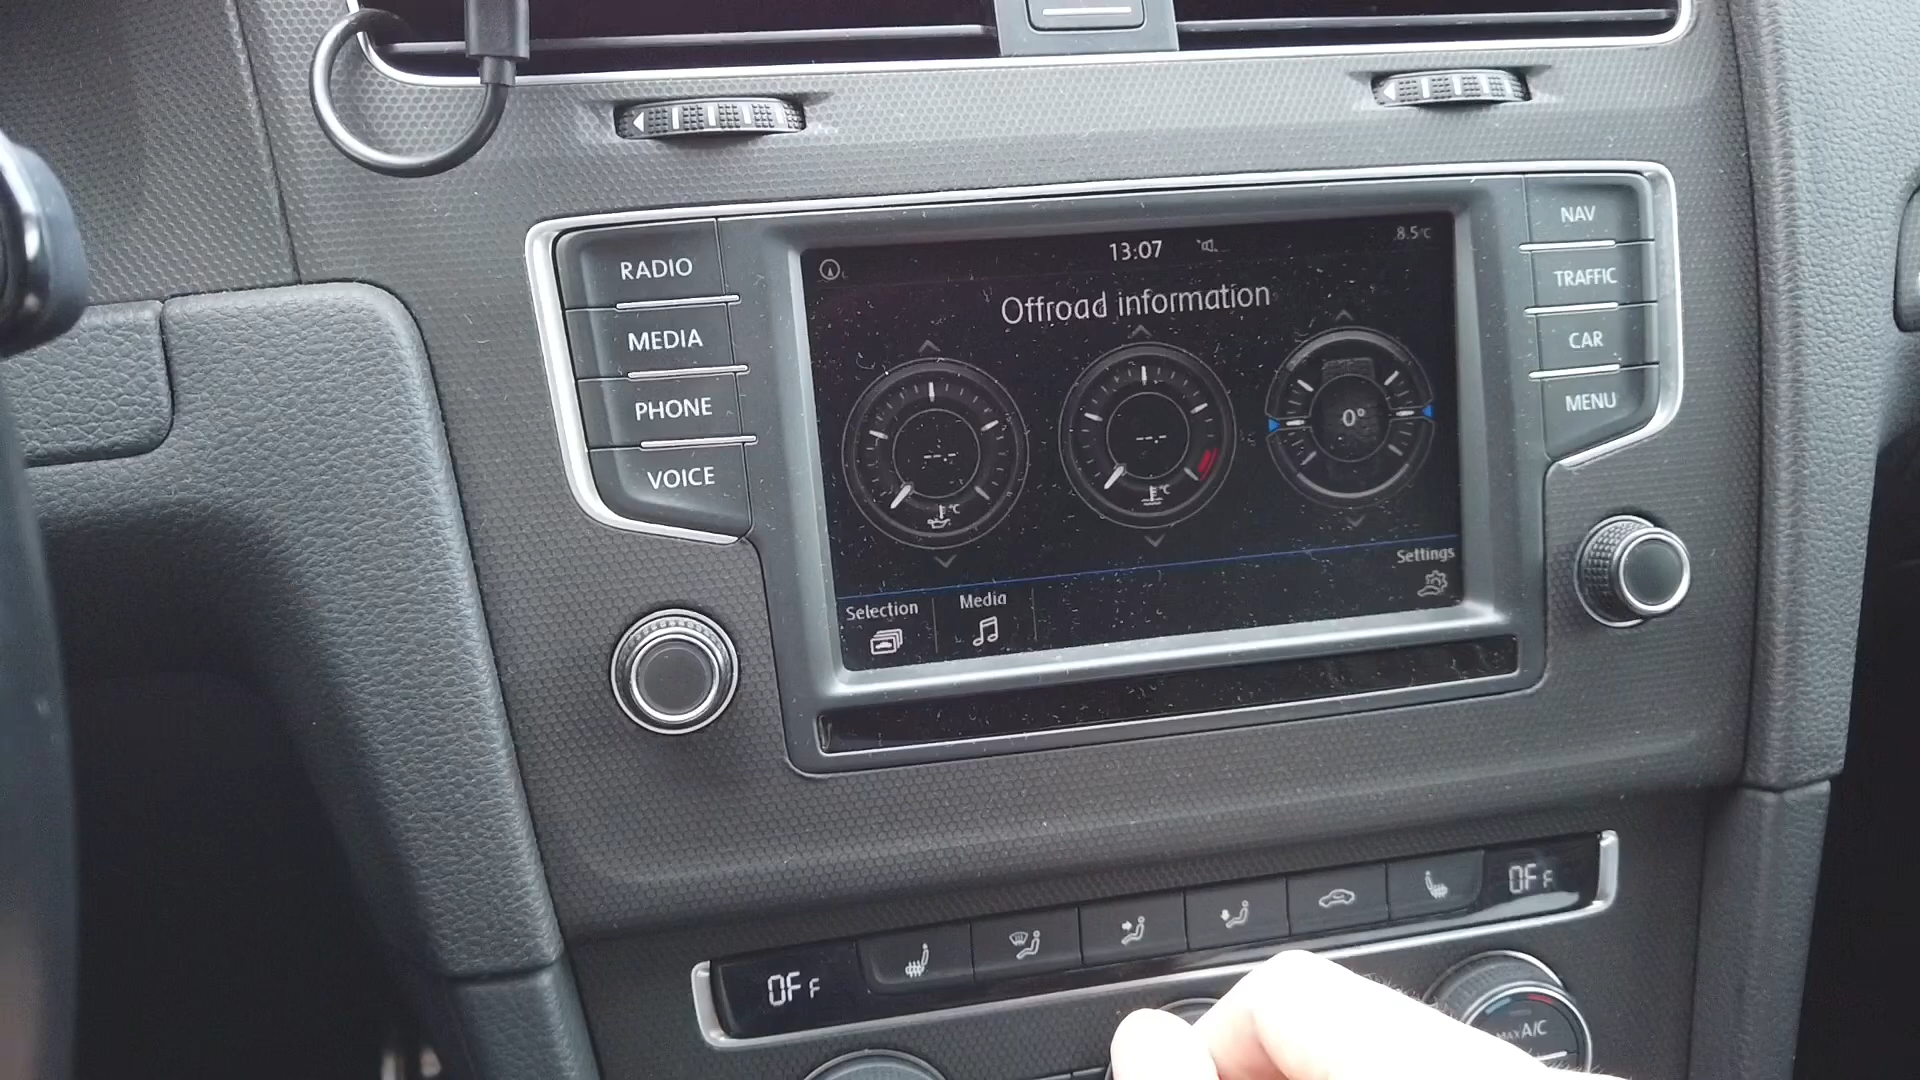 13:07
8.5°C
Offroad information
--.-
°C
--.-
°C
0°
Selection
Media
Settings
RADIO
MEDIA
PHONE
VOICE
NAV
TRAFFIC
CAR
MENU
OFF
OFF
MAX A/C